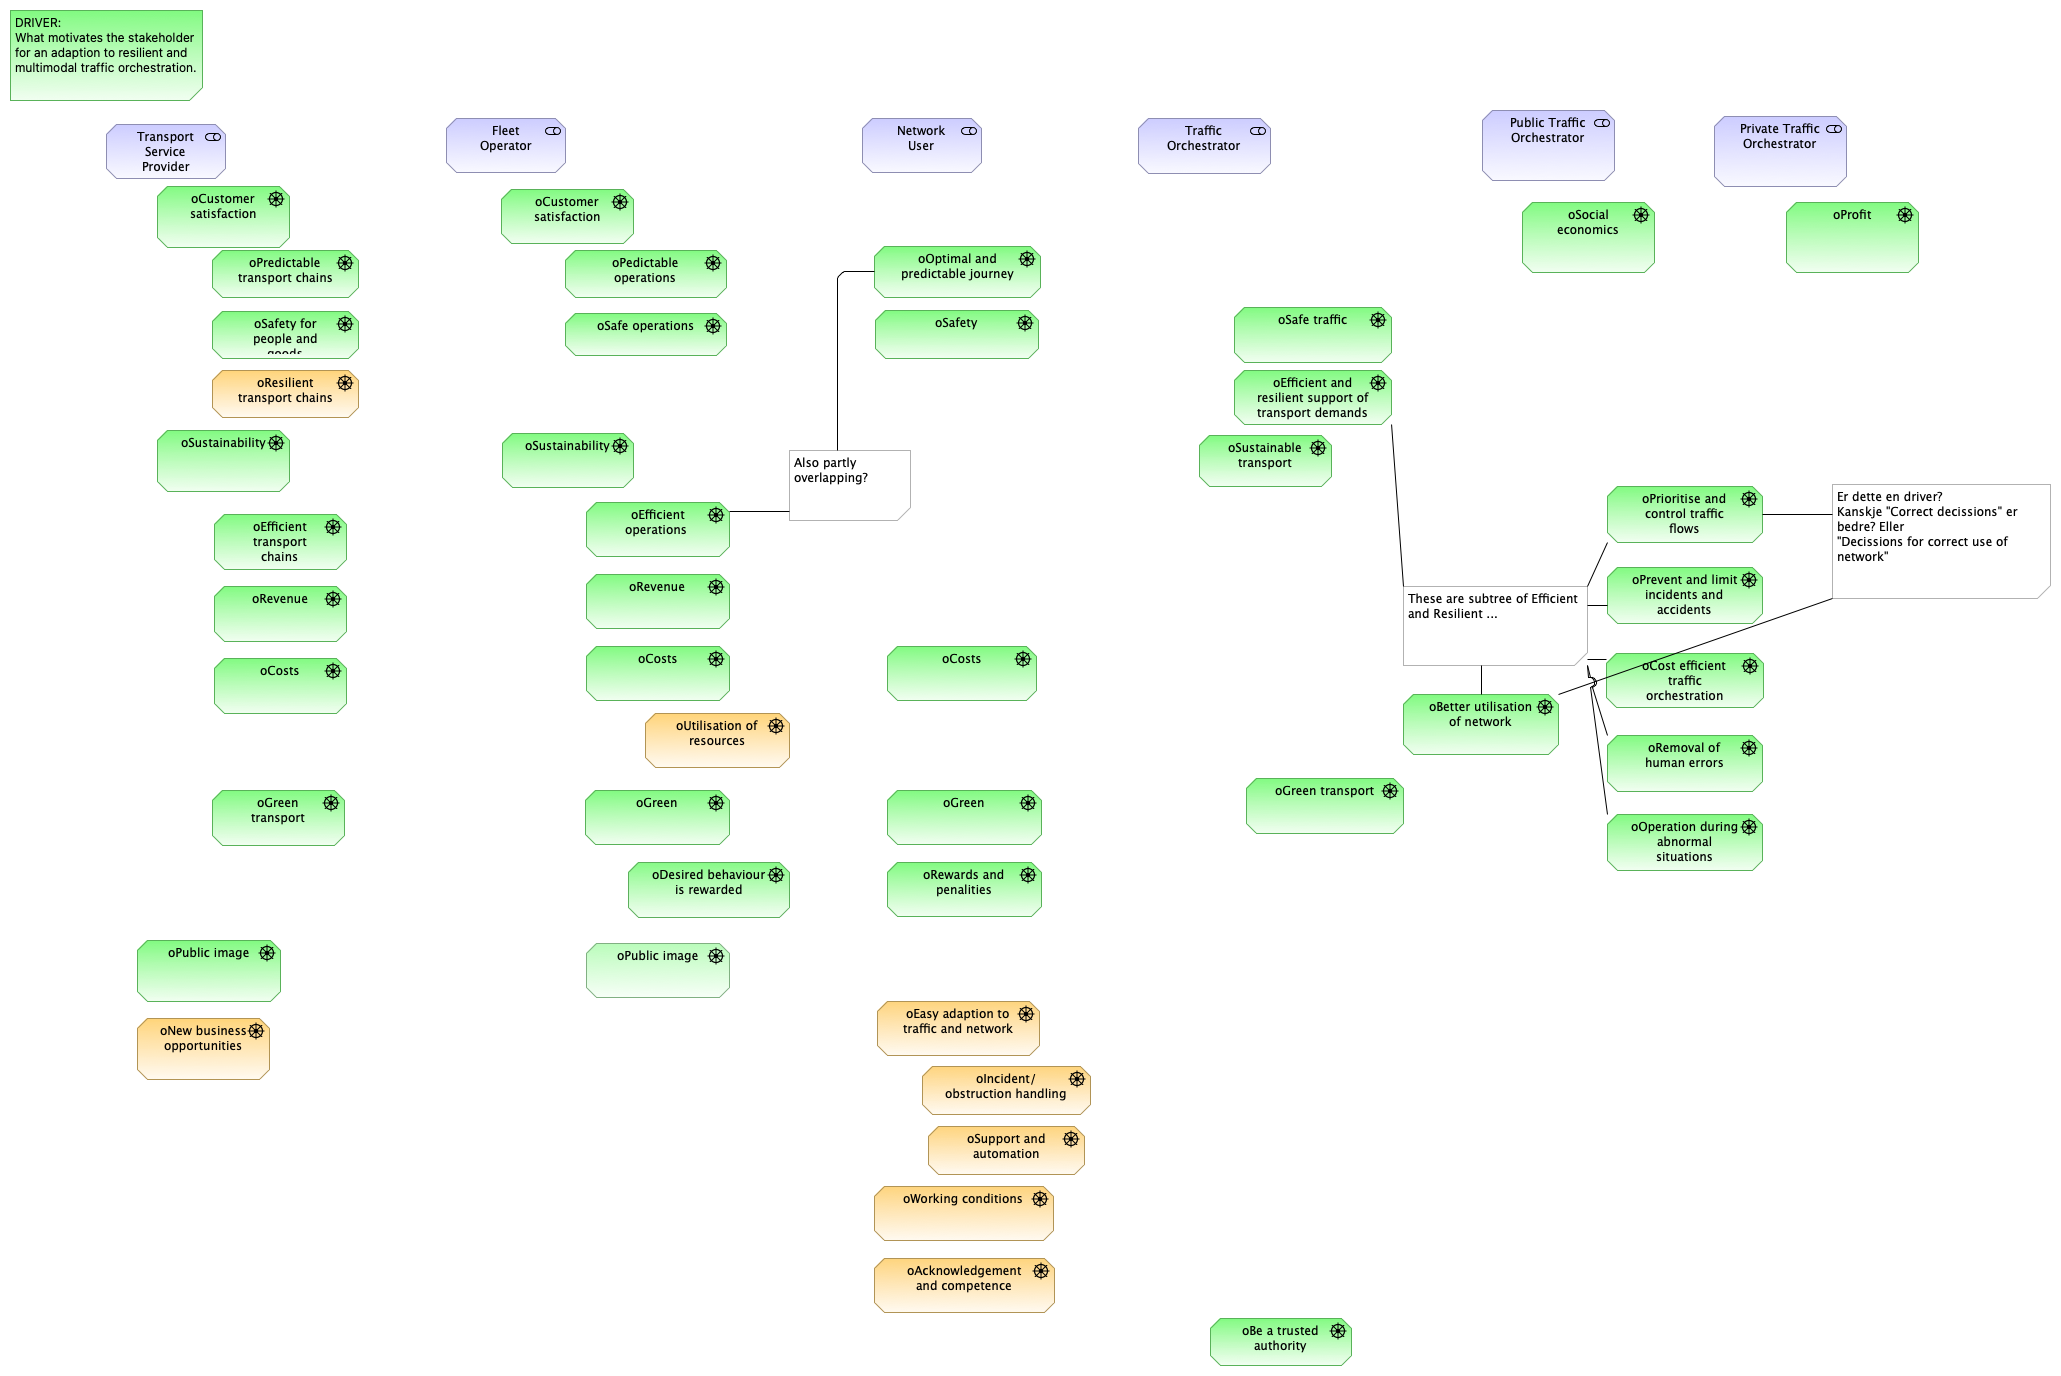 DRIVER:
What motivates the stakeholder
for an adaption to resilient and
multimodal traffic orchestration.
Transport
Service
Provider
Fleet
Operator
Network
User
Traffic
Orchestrator
Public Traffic
Orchestrator
Private Traffic
Orchestrator
oCustomer
satisfaction
oPredictable
transport chains
oSafety for
people and
goods
oResilient
transport chains
oSustainability
oEfficient
transport
chains
oRevenue
oCosts
oGreen
transport
oPublic image
oNew business
opportunities
oCustomer
satisfaction
oPedictable
operations
oSafe operations
oSustainability
oEfficient
operations
oRevenue
oCosts
oUtilisation of
resources
oGreen
oDesired behaviour
is rewarded
oPublic image
oOptimal and
predictable journey
oSafety
Also partly
overlapping?
oCosts
oGreen
oRewards and
penalities
oEasy adaption to
traffic and network
oIncident/
obstruction handling
oSupport and
automation
oWorking conditions
oAcknowledgement
and competence
oSafe traffic
oEfficient and
resilient support of
transport demands
oSustainable
transport
oGreen transport
oBe a trusted
authority
oSocial
economics
oProfit
These are subtree of Efficient
and Resilient ...
oBetter utilisation
of network
oPrioritise and
control traffic
flows
oPrevent and limit
incidents and
accidents
oCost efficient
traffic
orchestration
oRemoval of
human errors
oOperation during
abnormal
situations
Er dette en driver?
Kanskje "Correct decissions" er
bedre? Eller
"Decissions for correct use of
network"